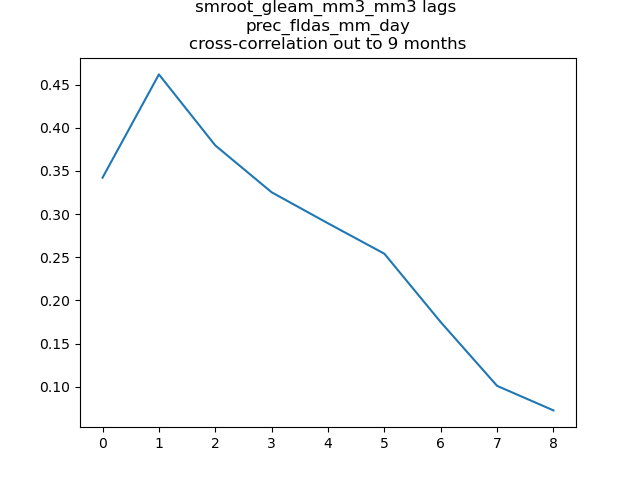 smroot_gleam_mm3_mm3 lags
prec_fldas_mm_day
cross-correlation out to 9 months
0.45
0.40
0.35
0.30
0.25
0.20
0.15
0.10
0 1 2 3 4 5 6 7 8